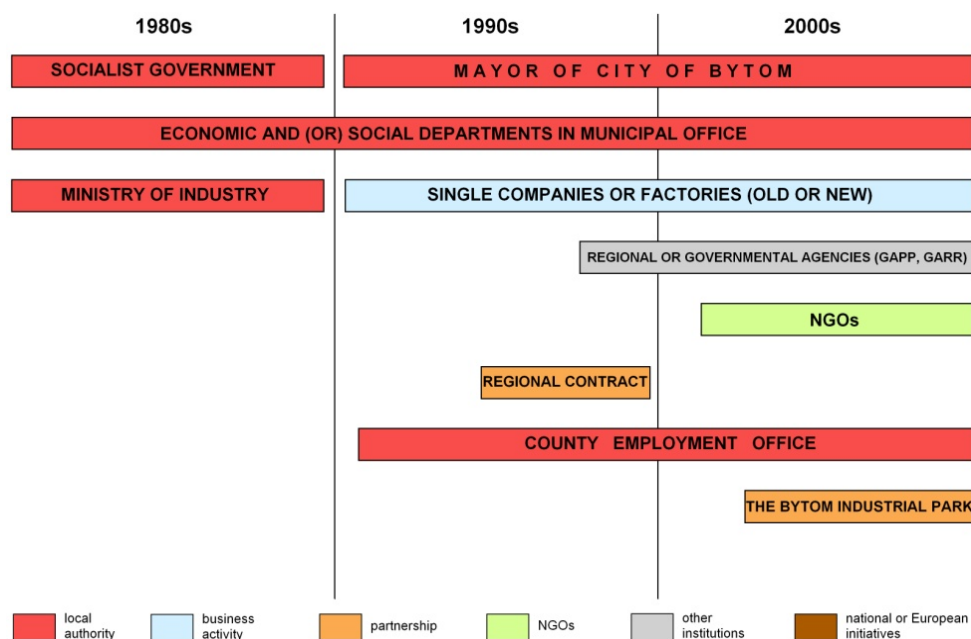 1980s
1990s
2000s
SOCIALIST GOVERNMENT
MAYOR OF CITY OF BYTOM
ECONOMIC AND (OR) SOCIAL DEPARTMENTS IN MUNICIPAL OFFICE
MINISTRY OF INDUSTRY
SINGLE COMPANIES OR FACTORIES (OLD OR NEW)
REGIONAL OR GOVERNMENTAL AGENCIES (GAPP, GARR)
NGOs
REGIONAL CONTRACT
COUNTY EMPLOYMENT OFFICE
THE BYTOM INDUSTRIAL PARK
local
authority
business
activity
partnership
NGOs
other
institutions
national or European
initiatives